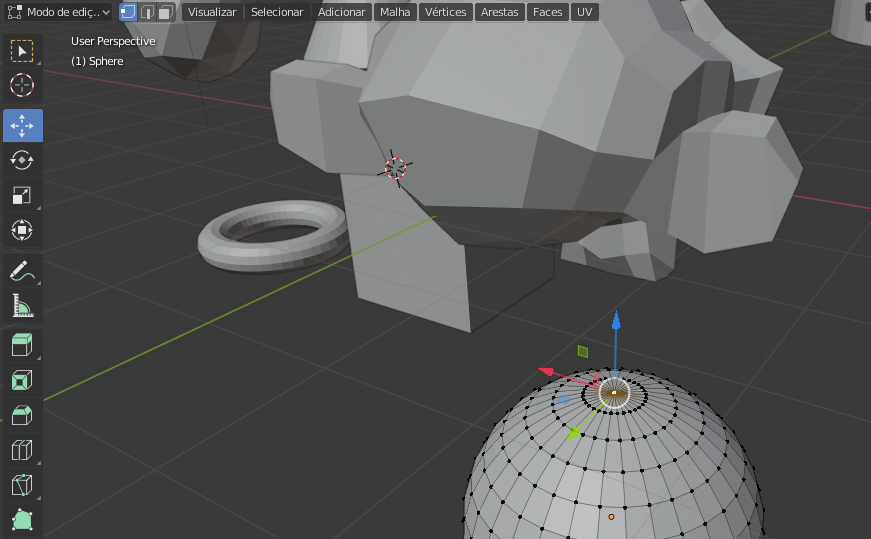 Modo de ediç... Visualizar Selecionar Adicionar Malha Vértices Arestas Faces UV
User Perspective
(1) Sphere